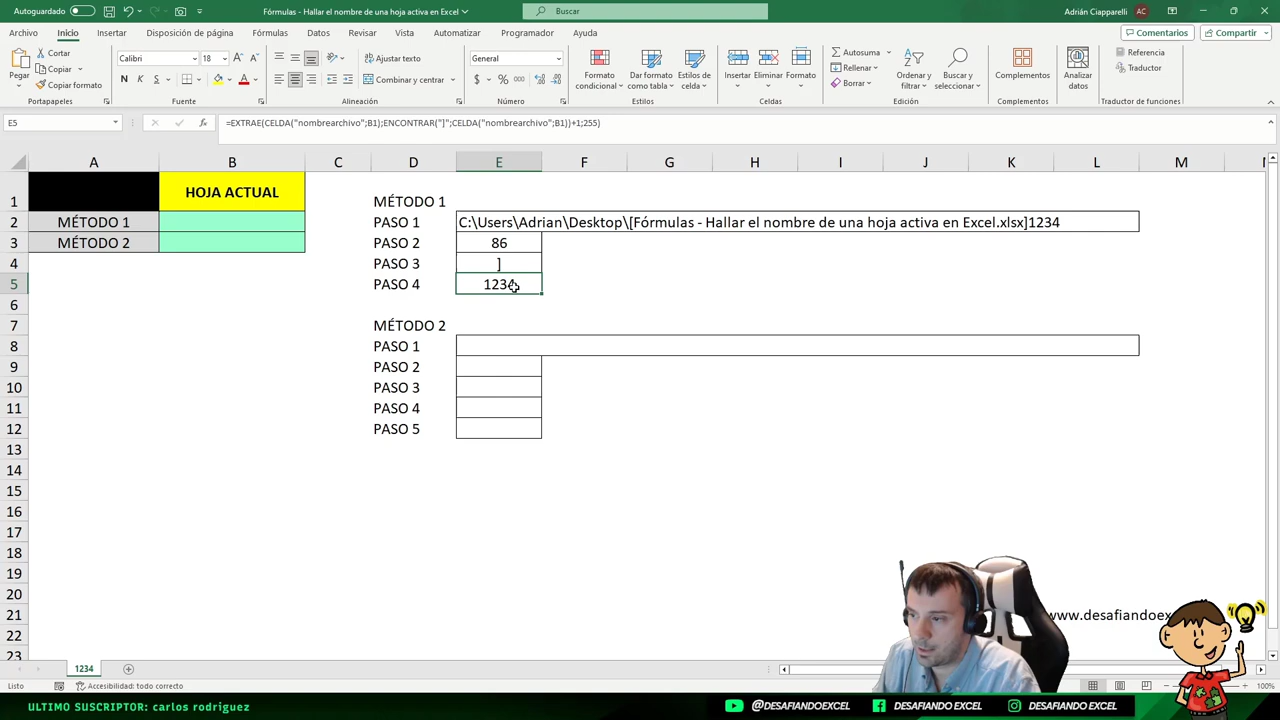 Autoguardado
Fórmulas - Hallar el nombre de una hoja activa en Excel
Buscar
Adrián Ciapparelli
AC
Archivo Inicio Insertar Disposición de página Fórmulas Datos Revisar Vista Automatizar Programador Ayuda
Comentarios
Compartir
Pegar
Cortar
Copiar
Copiar formato
Portapapeles
Calibri
18
N K S
Fuente
Ajustar texto
Combinar y centrar
Alineación
General
$ % 000
Número
Formato condicional
Dar formato como tabla
Estilos de celda
Estilos
Insertar
Eliminar
Formato
Celdas
Autosuma
Rellenar
Borrar
Ordenar y filtrar
Buscar y seleccionar
Edición
Complementos
Complementos
Analizar datos
Referencia
Traductor
Traductor de funciones
E5
fx
=EXTRAE(CELDA("nombrearchivo";B1);ENCONTRAR("]";CELDA("nombrearchivo";B1))+1;255)
A B C D E F G H I J K L M
1 HOJA ACTUAL MÉTODO 1
2 MÉTODO 1 PASO 1 C:\Users\Adrian\Desktop\[Fórmulas - Hallar el nombre de una hoja activa en Excel.xlsx]1234
3 MÉTODO 2 PASO 2 86
4 PASO 3 ]
5 PASO 4 1234
6
7 MÉTODO 2
8 PASO 1
9 PASO 2
10 PASO 3
11 PASO 4
12 PASO 5
13
14
15
16
17
18
19
20
21 www.desafiandoex
22
23
1234
Listo
Accesibilidad: todo correcto
100%
ULTIMO SUSCRIPTOR: carlos rodriguez
@DESAFIANDOEXCEL
DESAFIANDO EXCEL
DESAFIANDO EXCEL